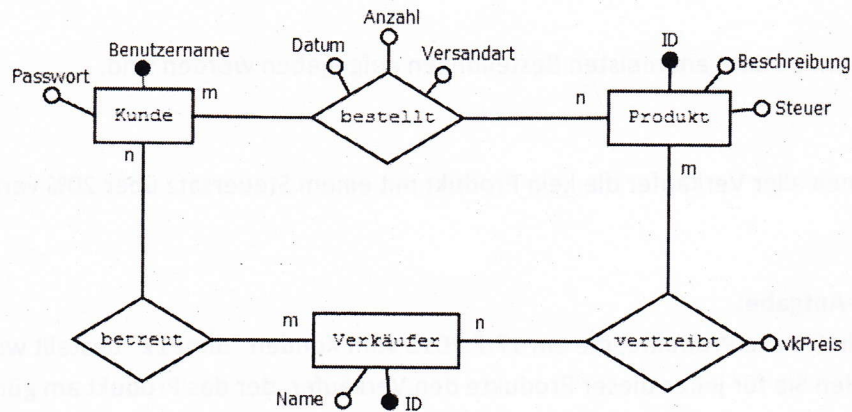 Anzahl
Benutzername Datum Versandart ID Beschreibung
Passwort
m n Steuer
Kunde bestellt Produkt
n m
m n
betreut Verkäufer vertreibt vkPreis
Name ID